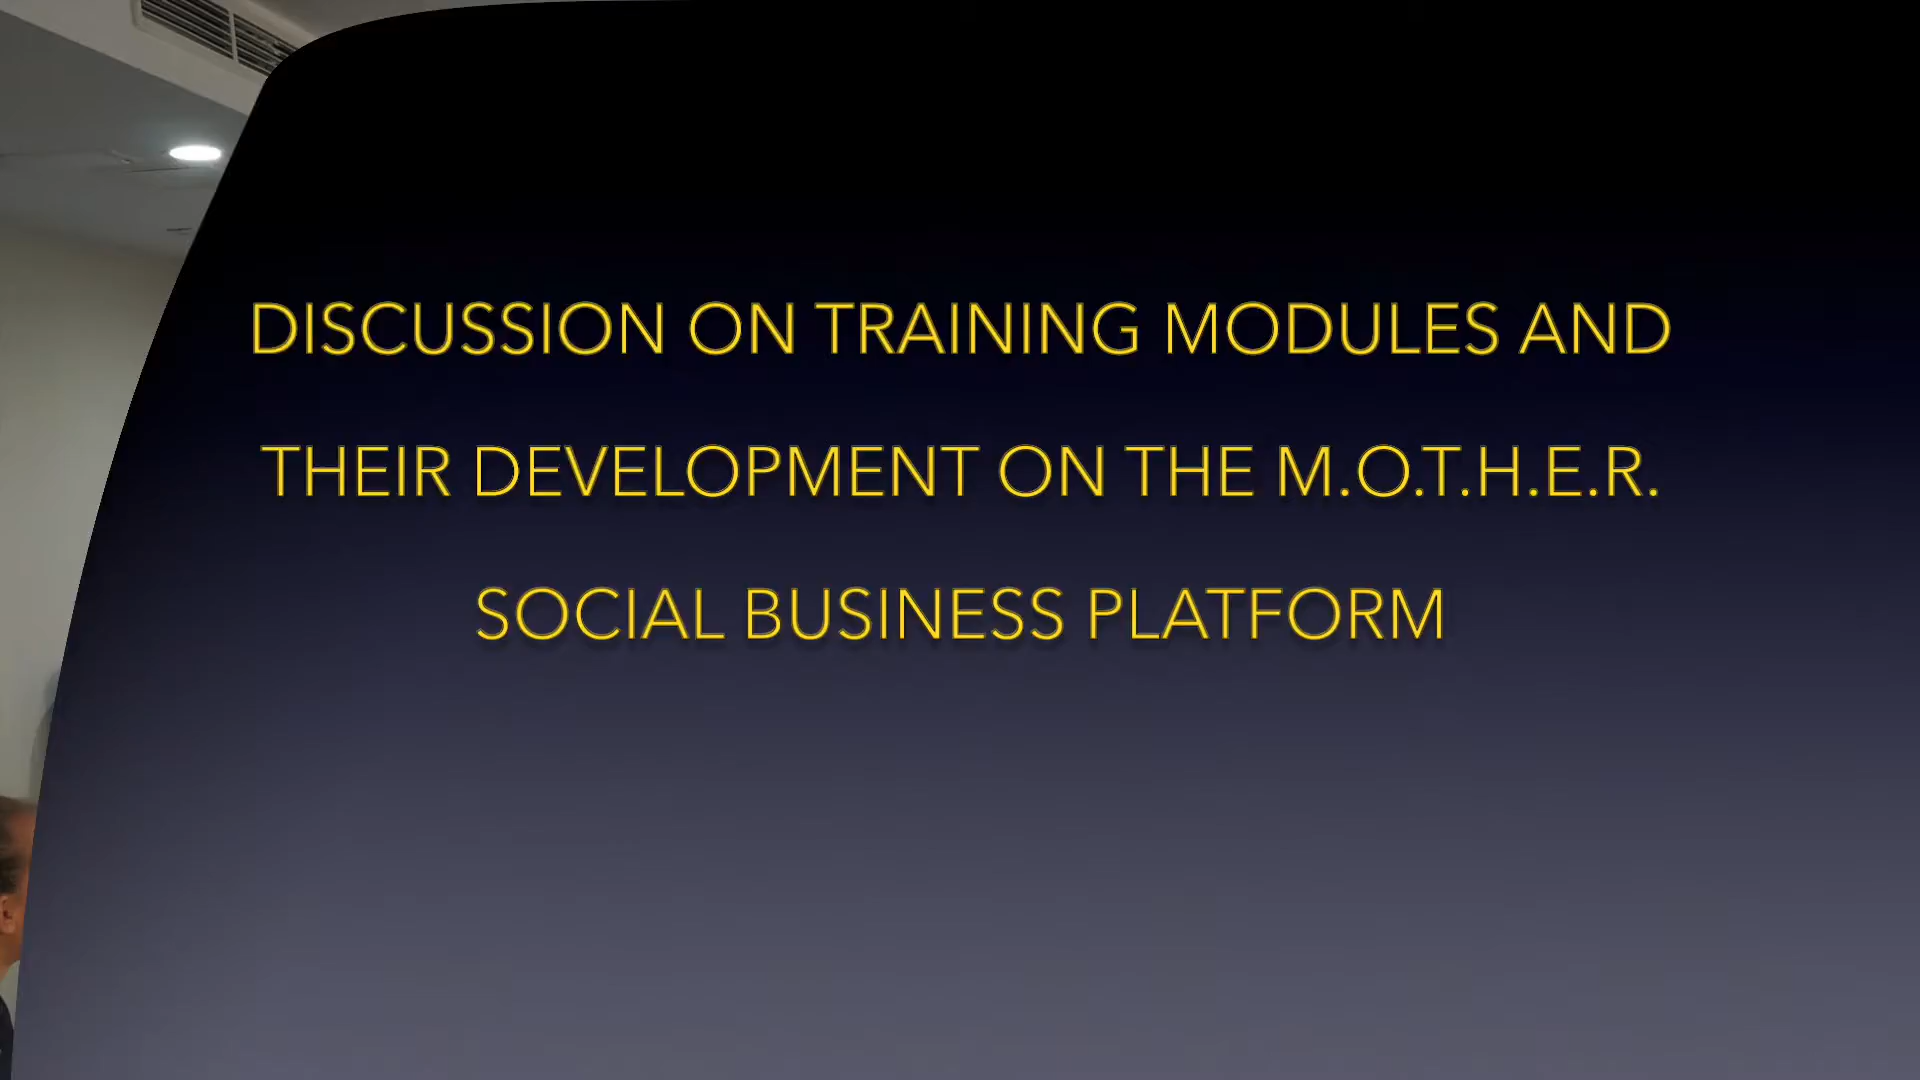 DISCUSSION ON TRAINING MODULES AND
THEIR DEVELOPMENT ON THE M.O.T.H.E.R.
SOCIAL BUSINESS PLATFORM